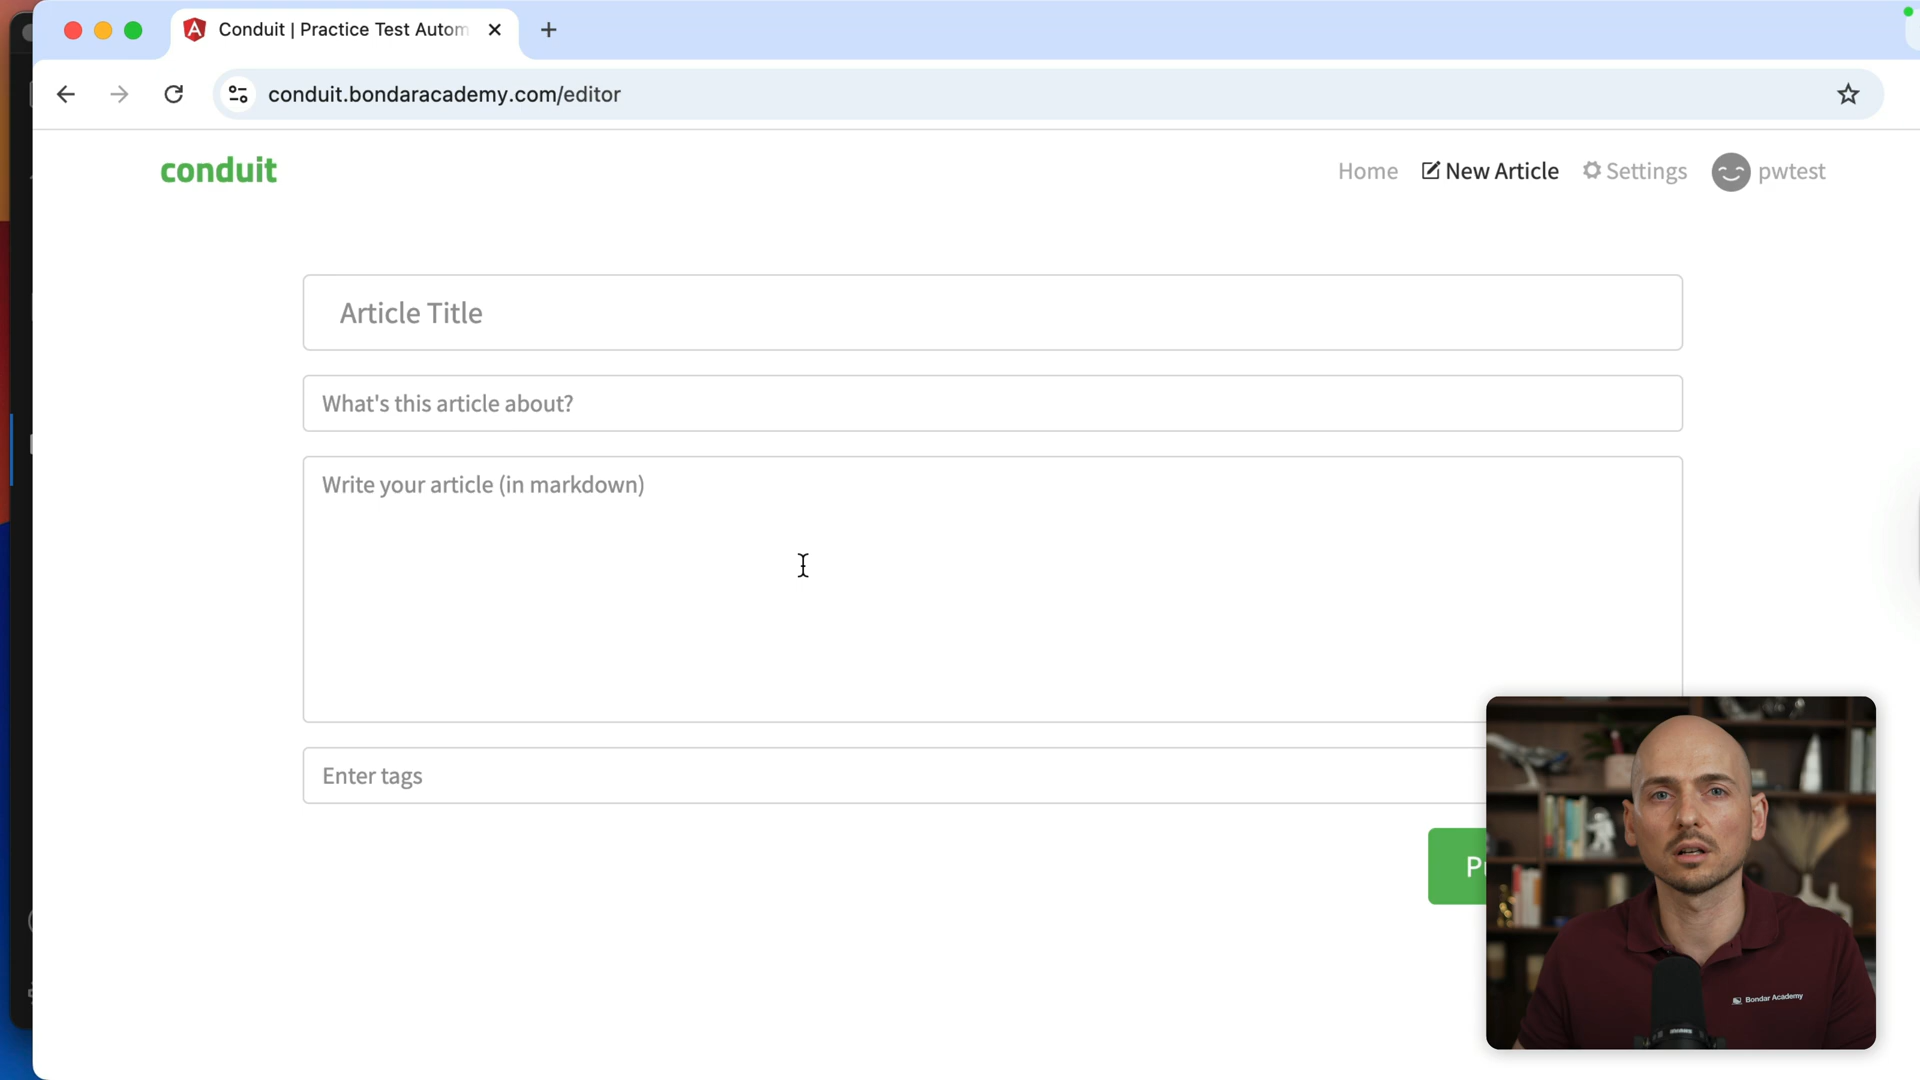 Conduit | Practice Test Autom
conduit.bondaracademy.com/editor
conduit
Home
New Article
Settings
pwtest
Article Title
What's this article about?
Write your article (in markdown)
Enter tags
P
Bondar Academy